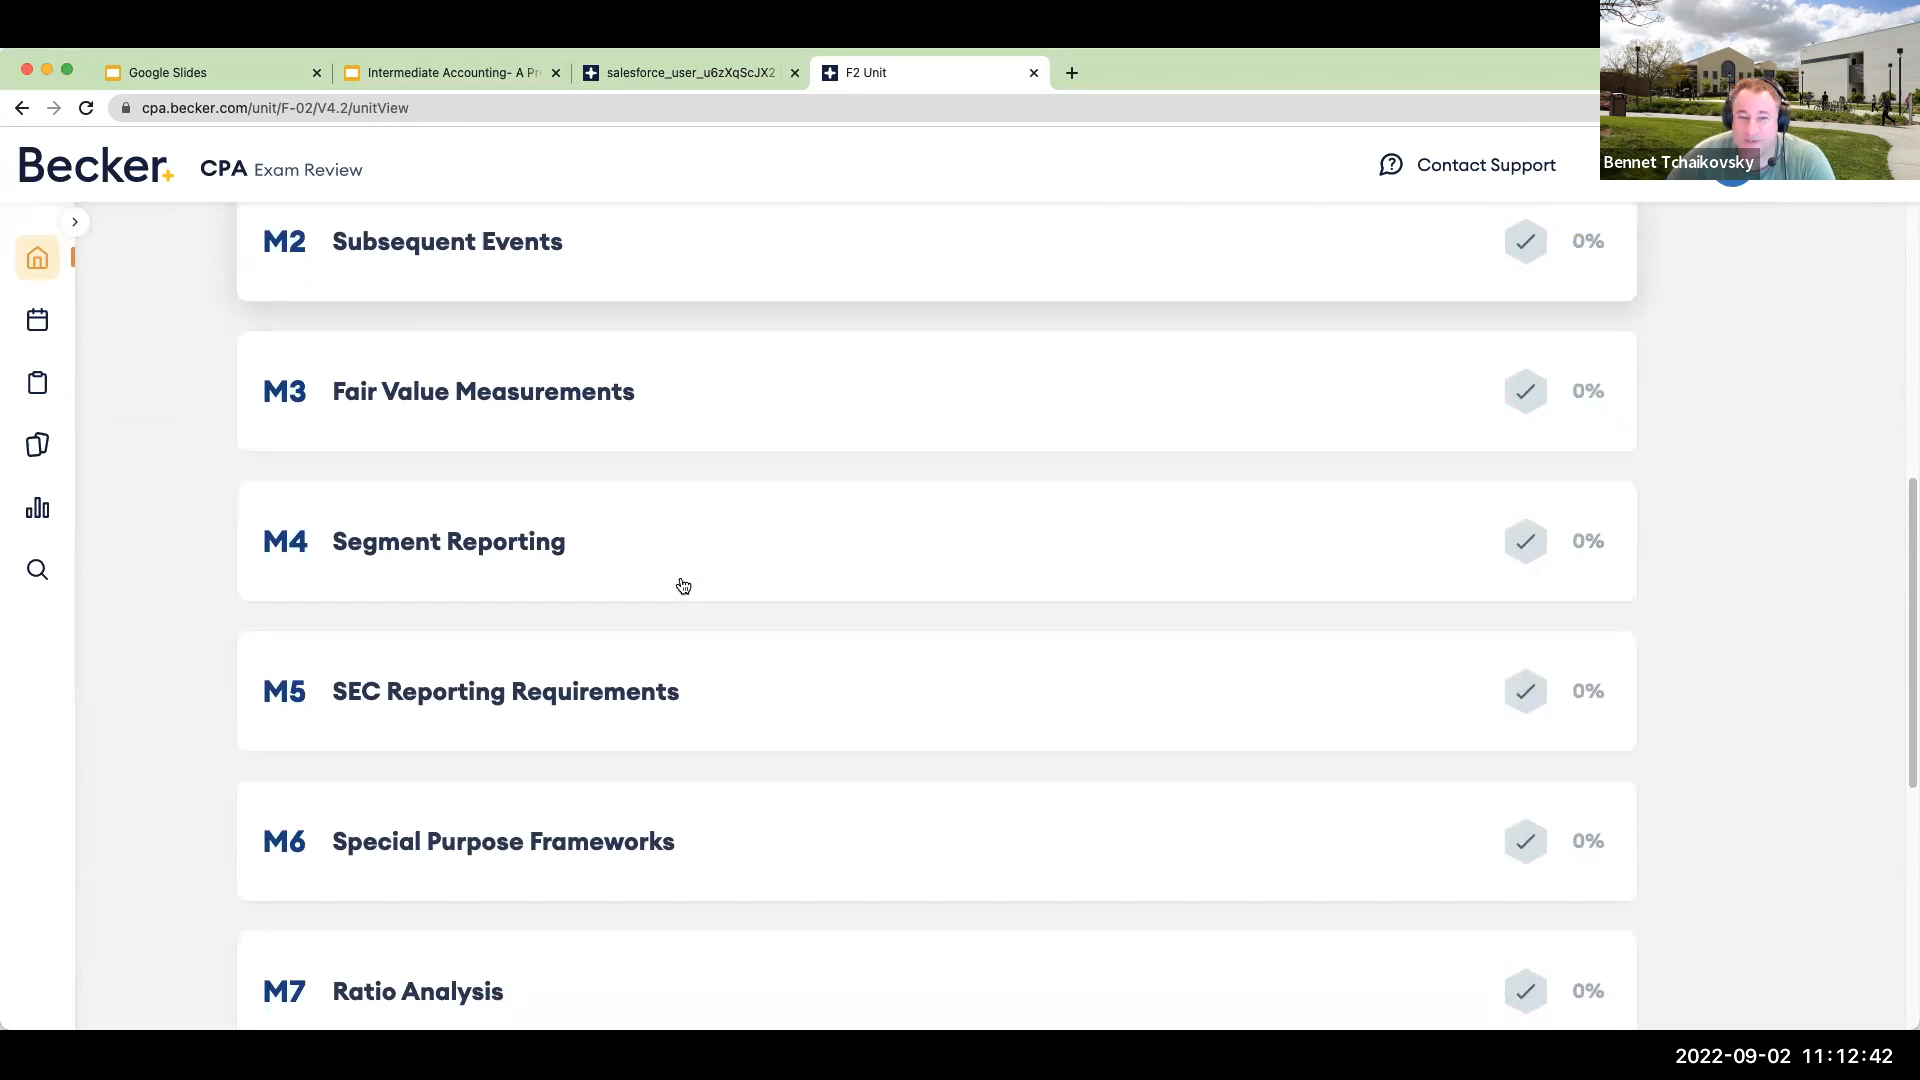 Google Slides
Intermediate Accounting- A Pr
salesforce_user_u6zXqScJX2
F2 Unit
cpa.becker.com/unit/F-02/V4.2/unitView
Becker.
CPA Exam Review
Contact Support
Bennet Tchaikovsky
M2 Subsequent Events 0%
M3 Fair Value Measurements 0%
M4 Segment Reporting 0%
M5 SEC Reporting Requirements 0%
M6 Special Purpose Frameworks 0%
M7 Ratio Analysis 0%
2022-09-02 11:12:42